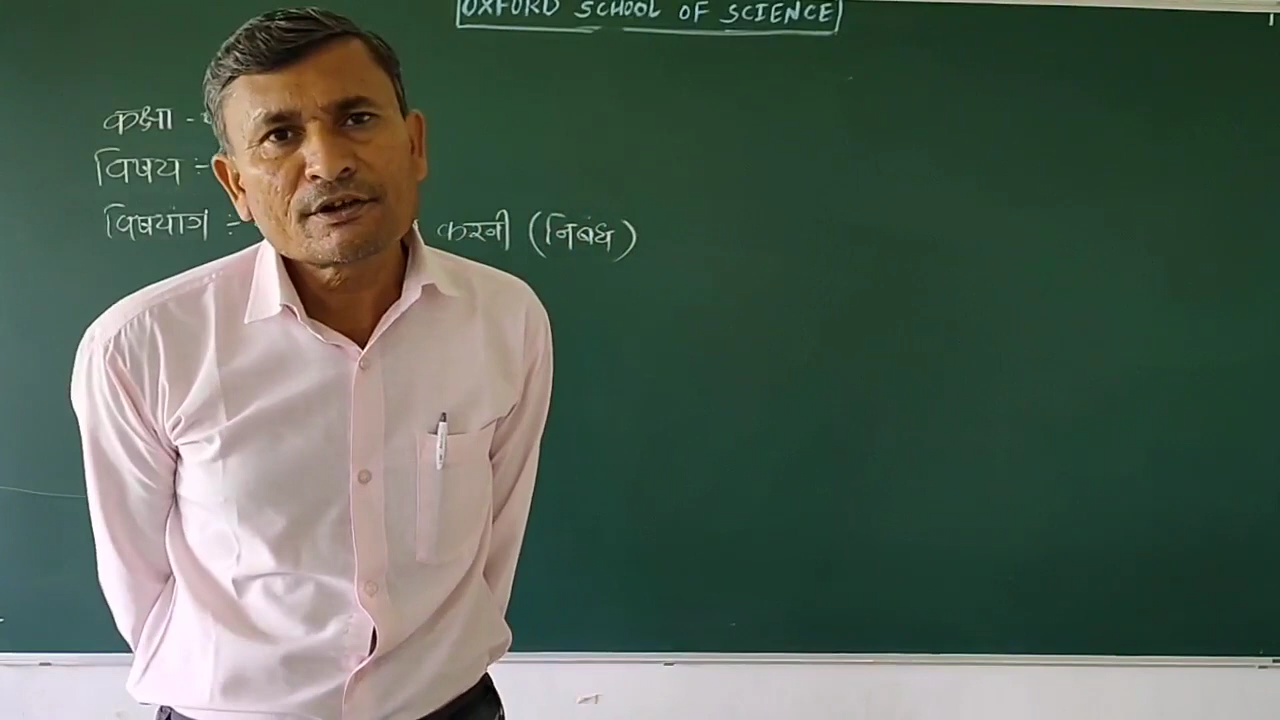 OXFORD SCHOOL OF SCIENCE
कक्षा -
विषय :-
विषयांग :-
करनी (निबंध)